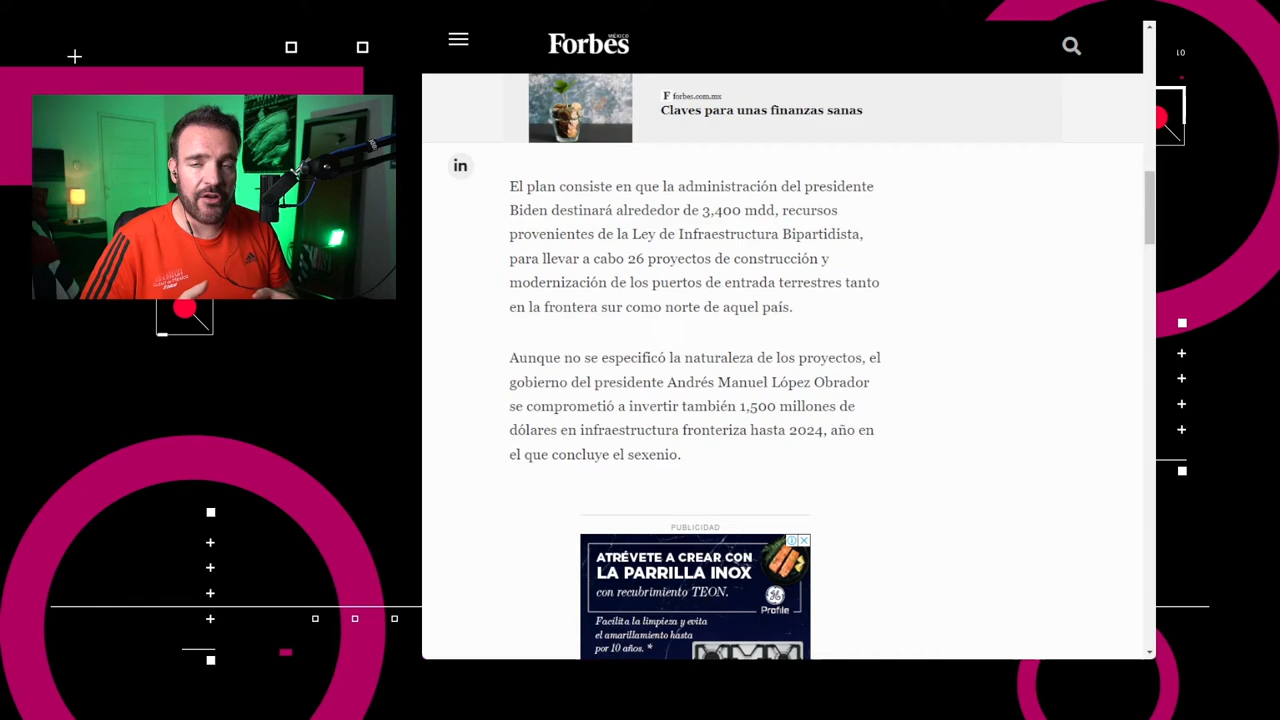 Forbes
MÉXICO
F forbes.com.mx
Claves para unas finanzas sanas
in
El plan consiste en que la administración del presidente
Biden destinará alrededor de 3,400 mdd, recursos
provenientes de la Ley de Infraestructura Bipartidista,
para llevar a cabo 26 proyectos de construcción y
modernización de los puertos de entrada terrestres tanto
en la frontera sur como norte de aquel país.
Aunque no se especificó la naturaleza de los proyectos, el
gobierno del presidente Andrés Manuel López Obrador
se comprometió a invertir también 1,500 millones de
dólares en infraestructura fronteriza hasta 2024, año en
el que concluye el sexenio.
PUBLICIDAD
ATRÉVETE A CREAR CON
LA PARRILLA INOX
con recubrimiento TEON.
GE
Profile
Facilita la limpieza y evita
el amarillamiento hasta
por 10 años. *